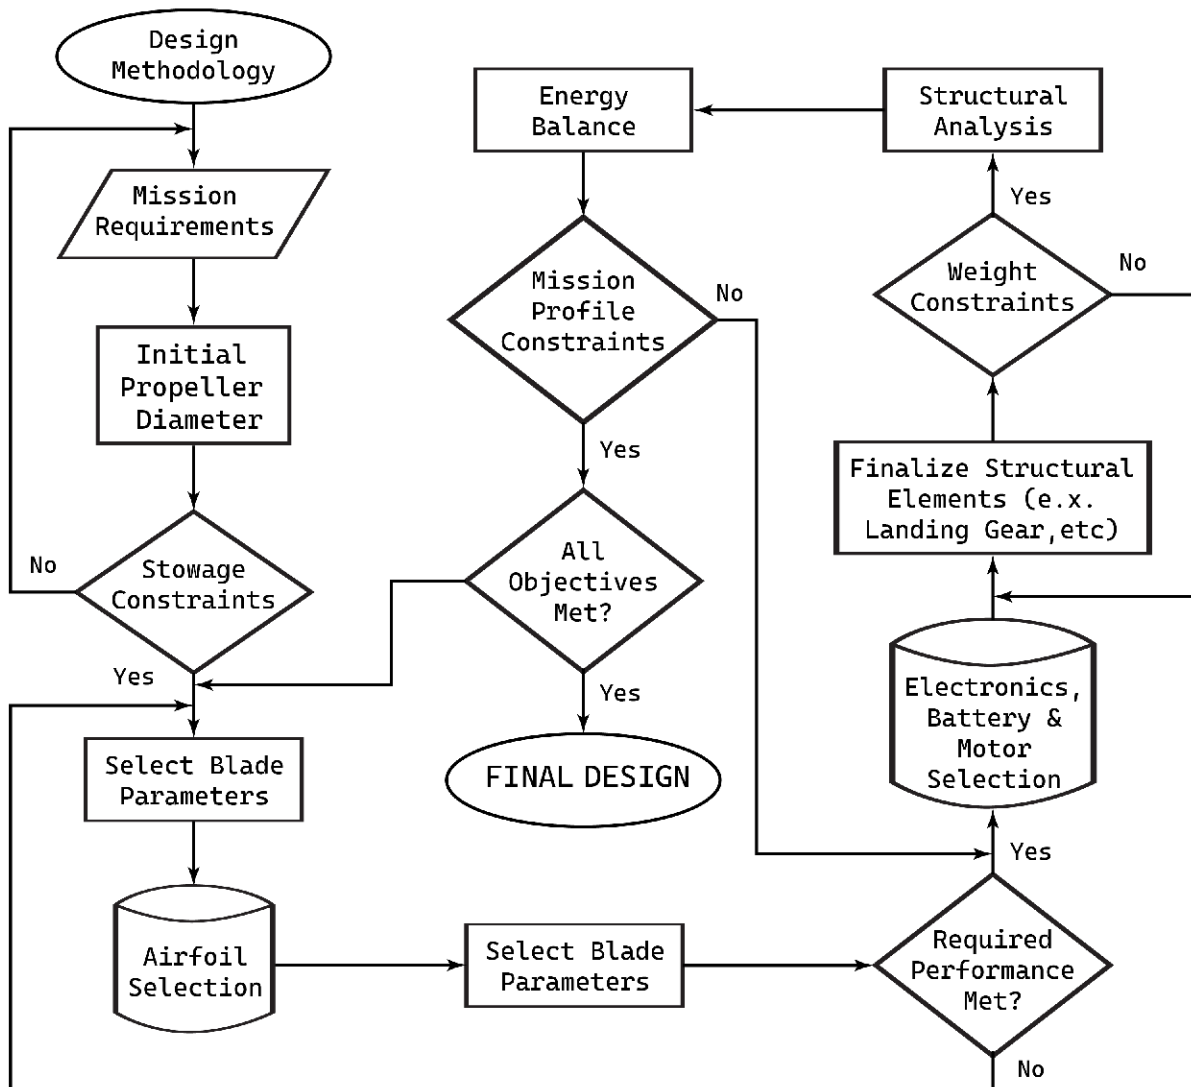 Design
Methodology
Mission
Requirements
Initial
Propeller
Diameter
No
Stowage
Constraints
Yes
Select Blade
Parameters
Airfoil
Selection
Select Blade
Parameters
Required
Performance
Met?
No
Yes
Electronics,
Battery &
Motor
Selection
Finalize Structural
Elements (e.x.
Landing Gear,etc)
Weight
Constraints
No
Yes
Structural
Analysis
Energy
Balance
Mission
Profile
Constraints
No
Yes
All
Objectives
Met?
Yes
FINAL DESIGN